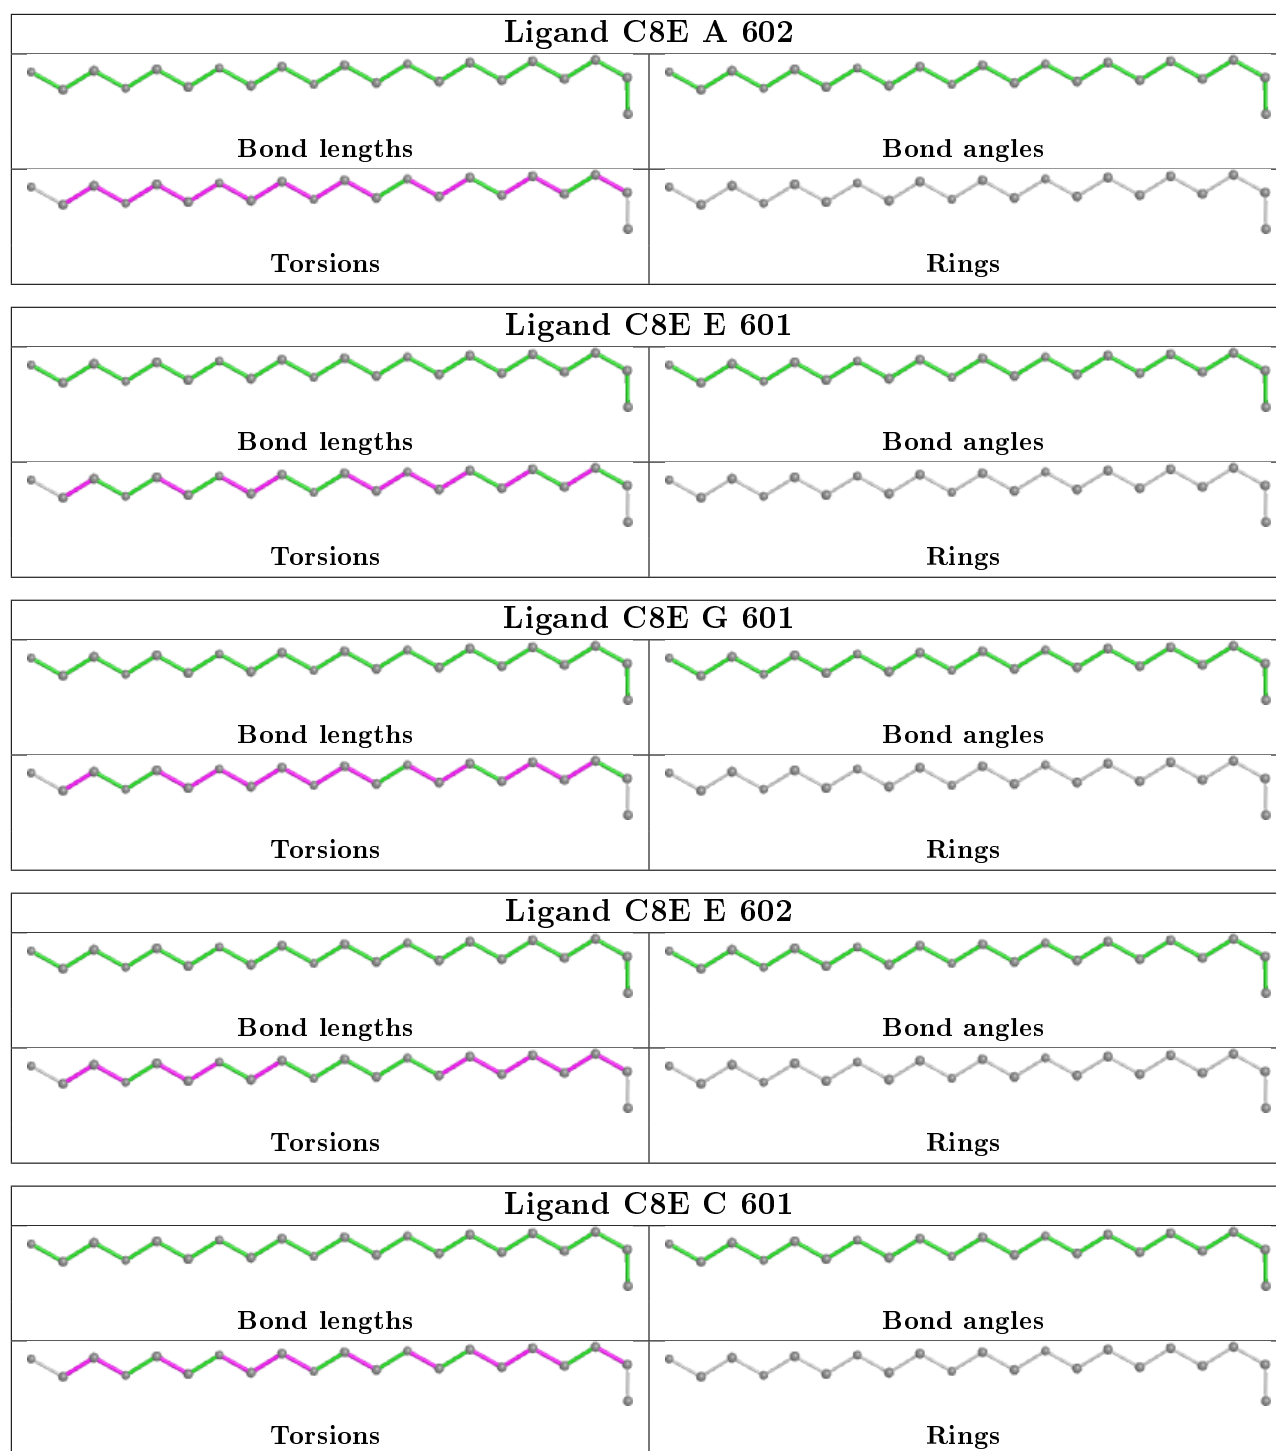 Ligand C8E A 602
Bond lengths
Bond angles
Torsions
Rings
Ligand C8E E 601
Bond lengths
Bond angles
Torsions
Rings
Ligand C8E G 601
Bond lengths
Bond angles
Torsions
Rings
Ligand C8E E 602
Bond lengths
Bond angles
Torsions
Rings
Ligand C8E C 601
Bond lengths
Bond angles
Torsions
Rings